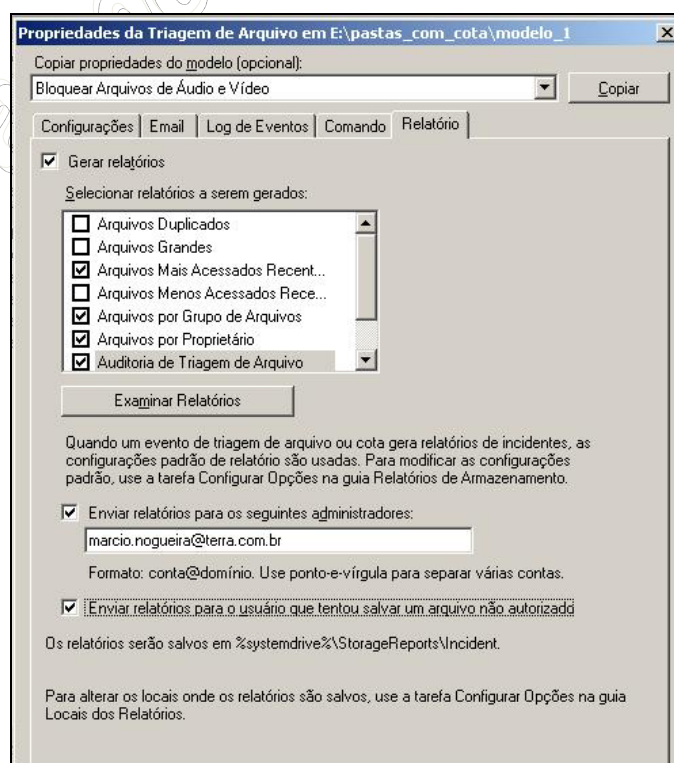 Propriedades da Triagem de Arquivo em E:\pastas_com_cota\modelo_1
Copiar propriedades do modelo (opcional):
Bloquear Arquivos de Áudio e Vídeo
Copiar
Configurações
Email
Log de Eventos
Comando
Relatório
Gerar relatórios
Selecionar relatórios a serem gerados:
Arquivos Duplicados
Arquivos Grandes
Arquivos Mais Acessados Recent...
Arquivos Menos Acessados Rece...
Arquivos por Grupo de Arquivos
Arquivos por Proprietário
Auditoria de Triagem de Arquivo
Examinar Relatórios
Quando um evento de triagem de arquivo ou cota gera relatórios de incidentes, as
configurações padrão de relatório são usadas. Para modificar as configurações
padrão, use a tarefa Configurar Opções na guia Relatórios de Armazenamento.
Enviar relatórios para os seguintes administradores:
marcio.nogueira@terra.com.br
Formato: conta@domínio. Use ponto-e-vírgula para separar várias contas.
Enviar relatórios para o usuário que tentou salvar um arquivo não autorizado
Os relatórios serão salvos em %systemdrive%\StorageReports\Incident.
Para alterar os locais onde os relatórios são salvos, use a tarefa Configurar Opções na guia
Locais dos Relatórios.